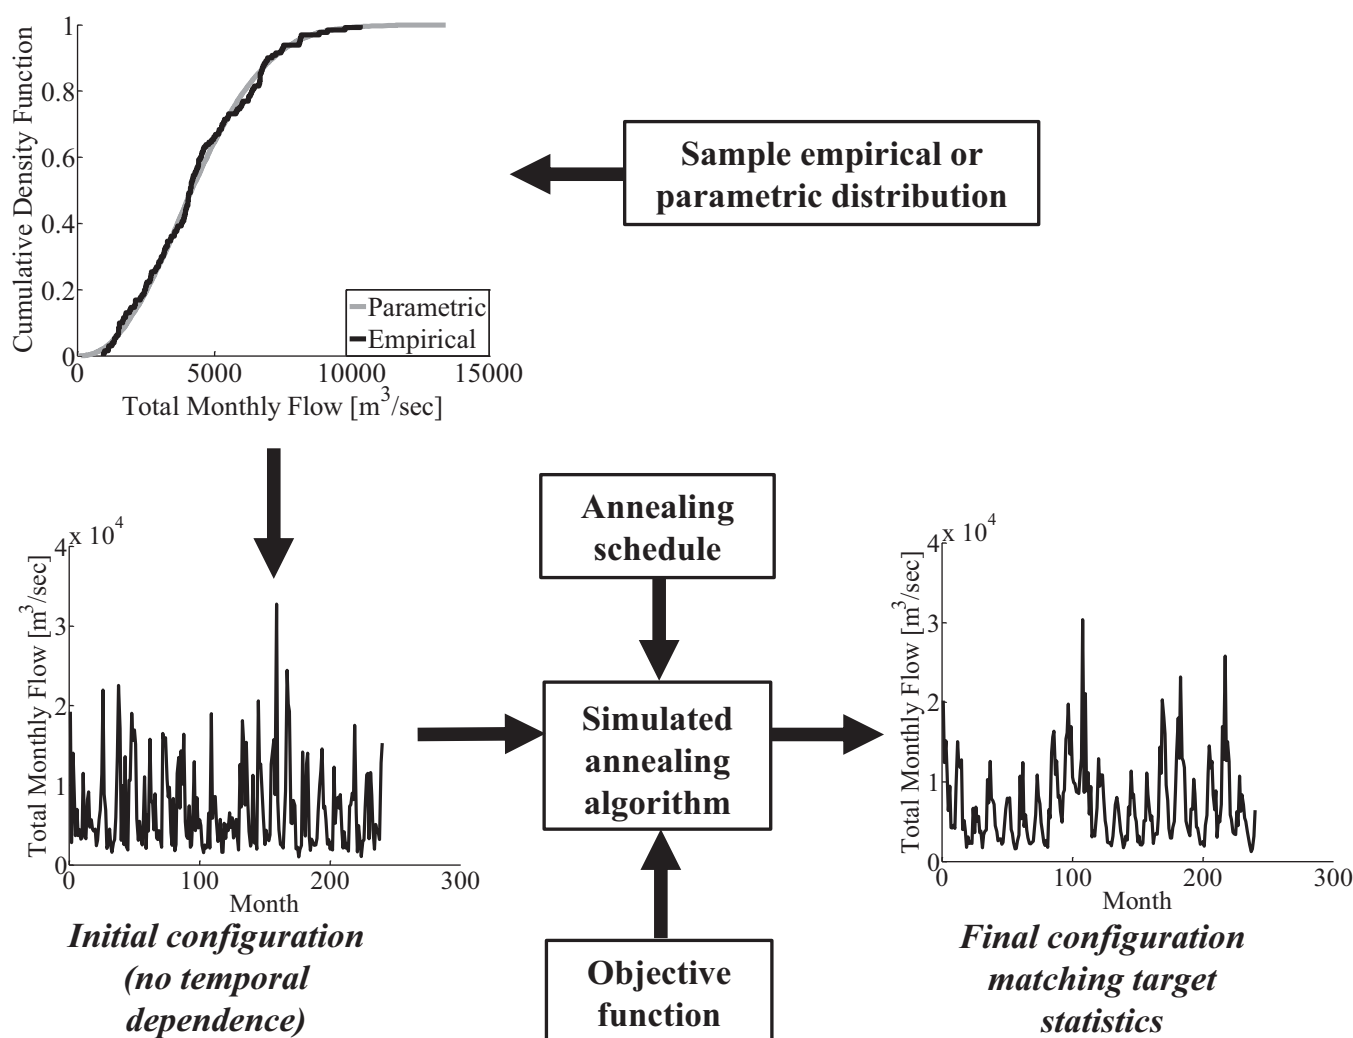 1
0.8
0.6
0.4
0.2
0
Cumulative Density Function
Parametric
Empirical
0 5000 10000 15000
Total Monthly Flow [m³/sec]
Sample empirical or
parametric distribution
x 10⁴
4
3
2
1
0
Total Monthly Flow [m³/sec]
0 100 200 300
Month
Initial configuration
(no temporal
dependence)
Annealing
schedule
Simulated
annealing
algorithm
Objective
function
x 10⁴
4
3
2
1
0
Total Monthly Flow [m³/sec]
0 100 200 300
Month
Final configuration
matching target
statistics